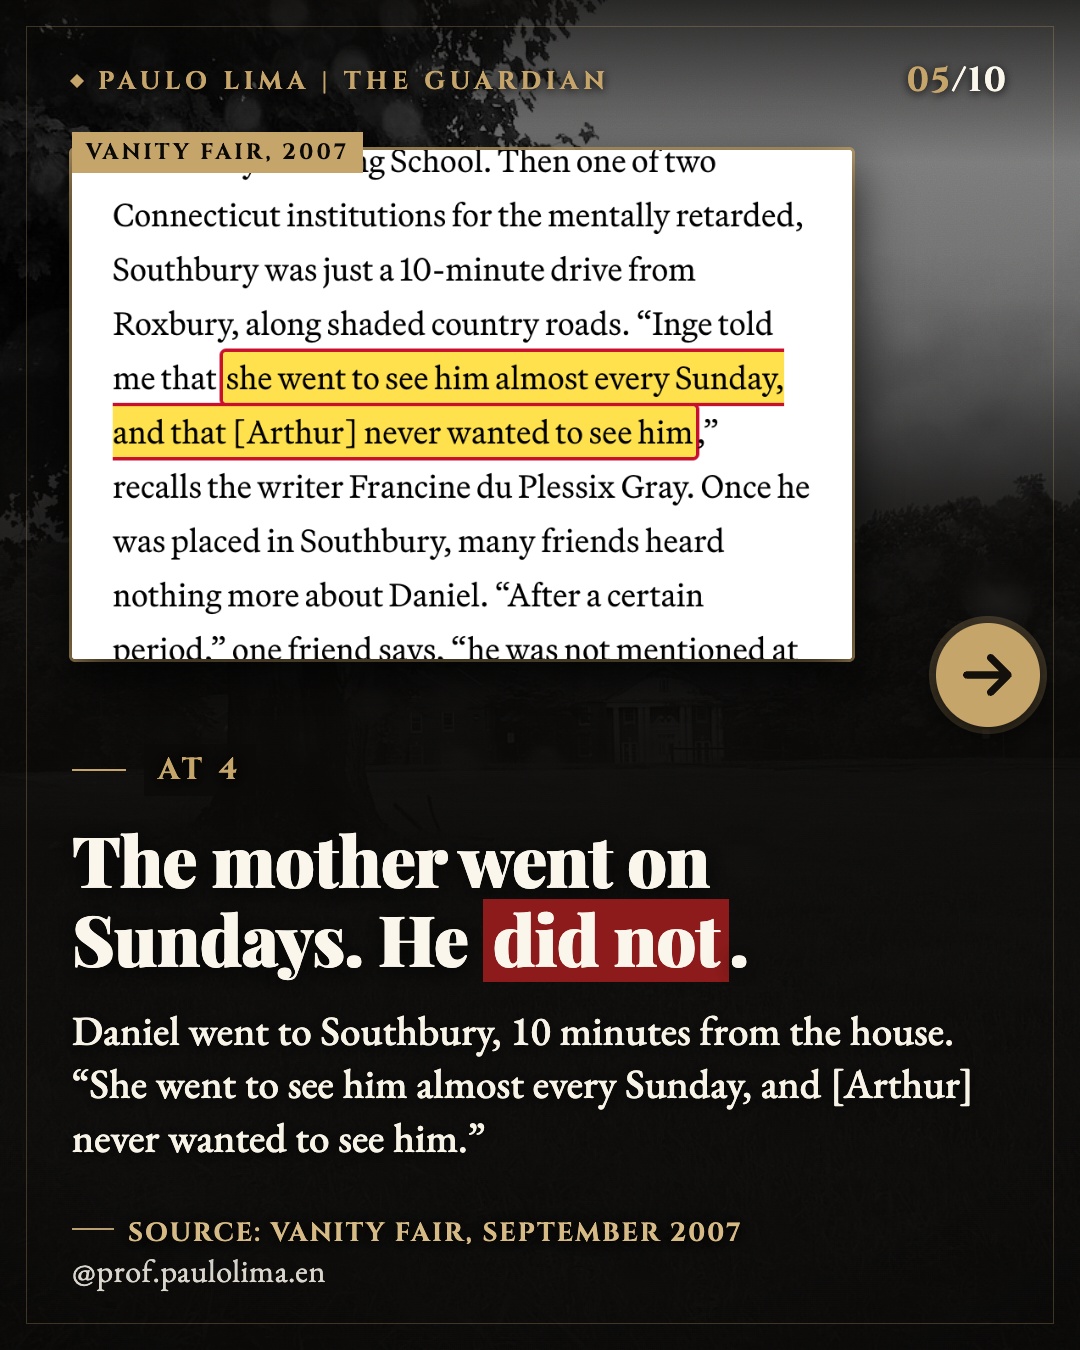 ◆ PAULO LIMA | THE GUARDIAN
05/10
VANITY FAIR, 2007
School. Then one of two
Connecticut institutions for the mentally retarded,
Southbury was just a 10-minute drive from
Roxbury, along shaded country roads. “Inge told
me that she went to see him almost every Sunday,
and that [Arthur] never wanted to see him,”
recalls the writer Francine du Plessix Gray. Once he
was placed in Southbury, many friends heard
nothing more about Daniel. “After a certain
period,” one friend says, “he was not mentioned at
AT 4
The mother went on
Sundays. He did not.
Daniel went to Southbury, 10 minutes from the house.
“She went to see him almost every Sunday, and [Arthur]
never wanted to see him.”
SOURCE: VANITY FAIR, SEPTEMBER 2007
@prof.paulolima.en